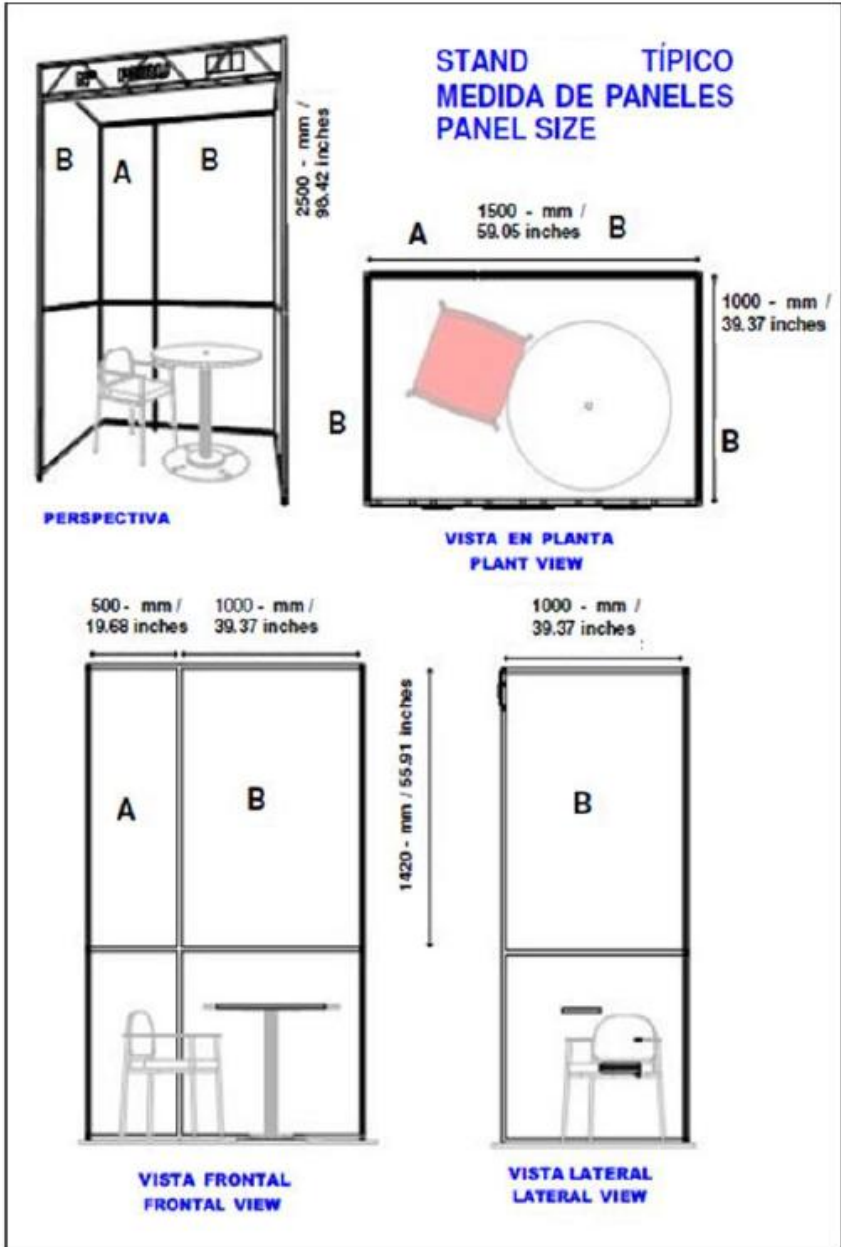 STAND TÍPICO
MEDIDA DE PANELES
PANEL SIZE
Nº PERU
B
A
B
2500 - mm /
98.42 inches
PERSPECTIVA
1500 - mm /
59.05 inches
A
B
1000 - mm /
39.37 inches
B
B
VISTA EN PLANTA
PLANT VIEW
500 - mm /
19.68 inches
1000 - mm /
39.37 inches
A
B
1420 - mm / 55.91 inches
VISTA FRONTAL
FRONTAL VIEW
1000 - mm /
39.37 inches
B
VISTA LATERAL
LATERAL VIEW